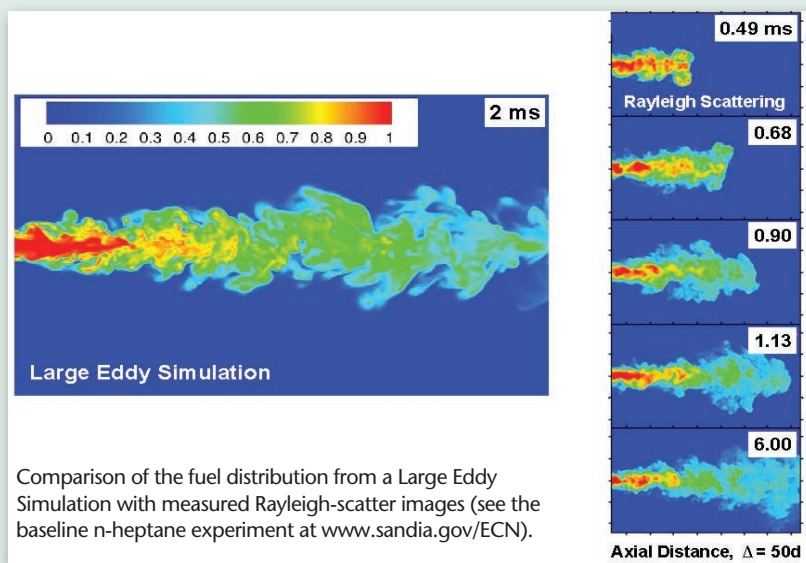 2 ms
0 0.1 0.2 0.3 0.4 0.5 0.6 0.7 0.8 0.9 1
Large Eddy Simulation
Comparison of the fuel distribution from a Large Eddy
Simulation with measured Rayleigh-scatter images (see the
baseline n-heptane experiment at www.sandia.gov/ECN).
0.49 ms
Rayleigh Scattering
0.68
0.90
1.13
6.00
Axial Distance, Δ = 50d